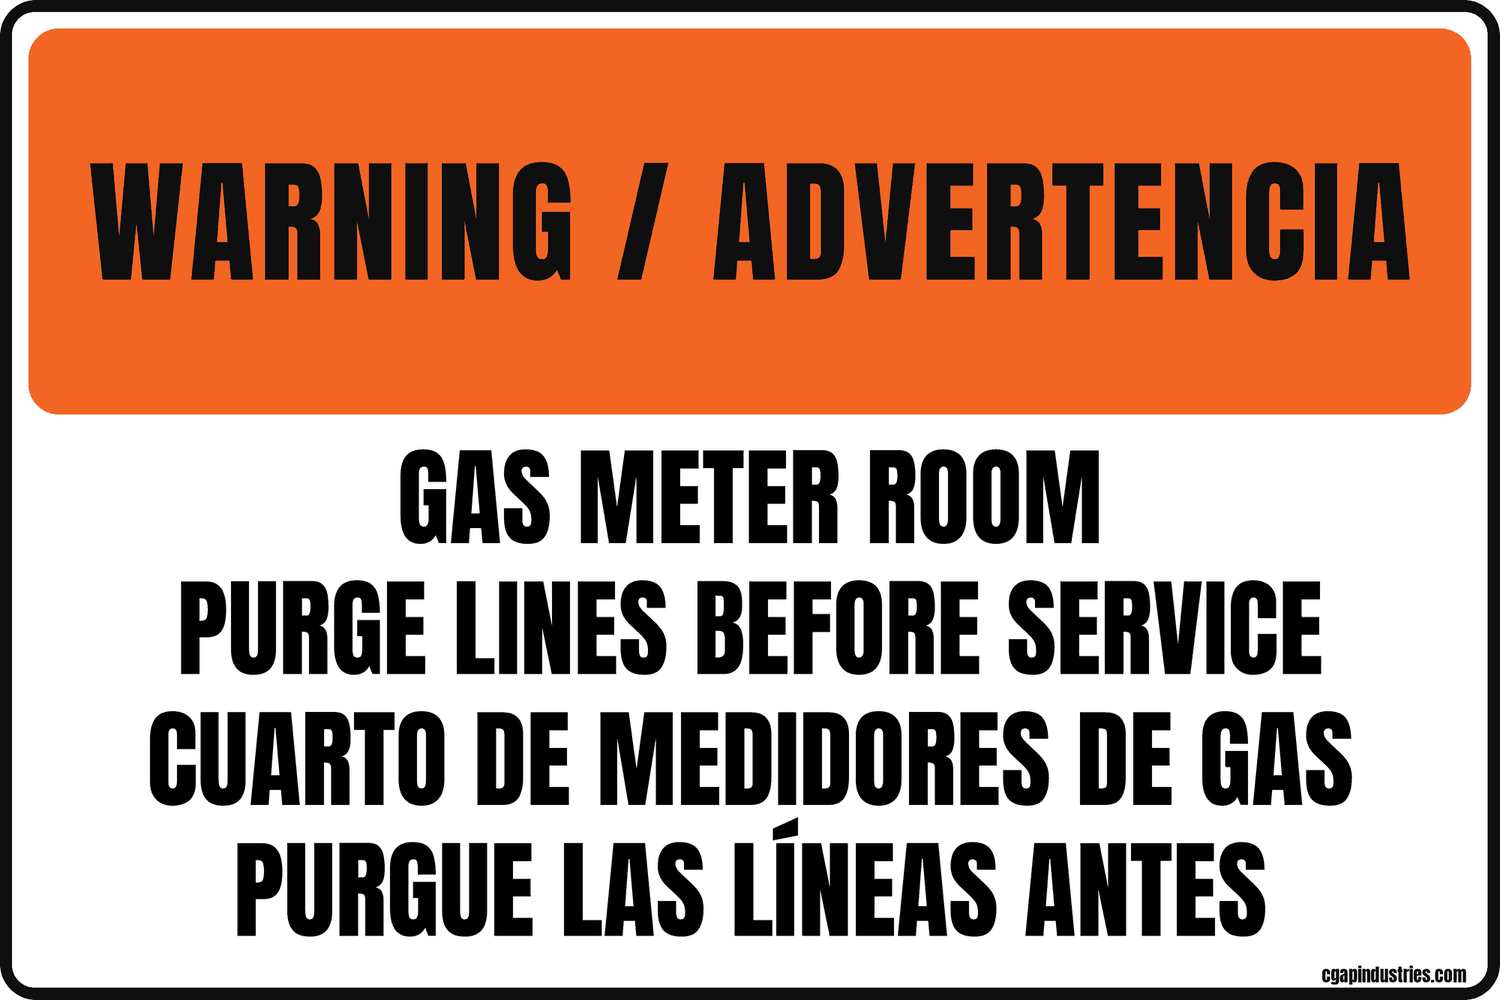 WARNING / ADVERTENCIA
GAS METER ROOM
PURGE LINES BEFORE SERVICE
CUARTO DE MEDIDORES DE GAS
PURGUE LAS LÍNEAS ANTES
cgapindustries.com